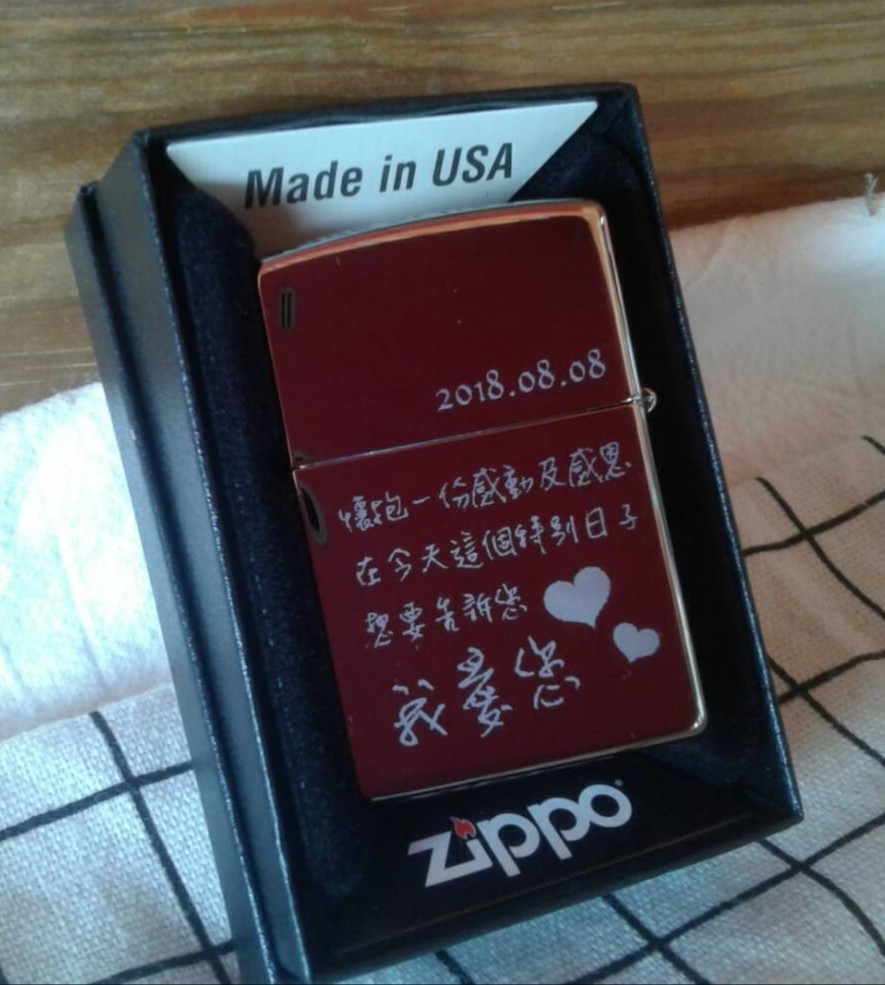 Made in USA
2018.08.08
懷抱一份感動及感恩
在今天這個特別日子
想要告訴您
我愛您
zippo